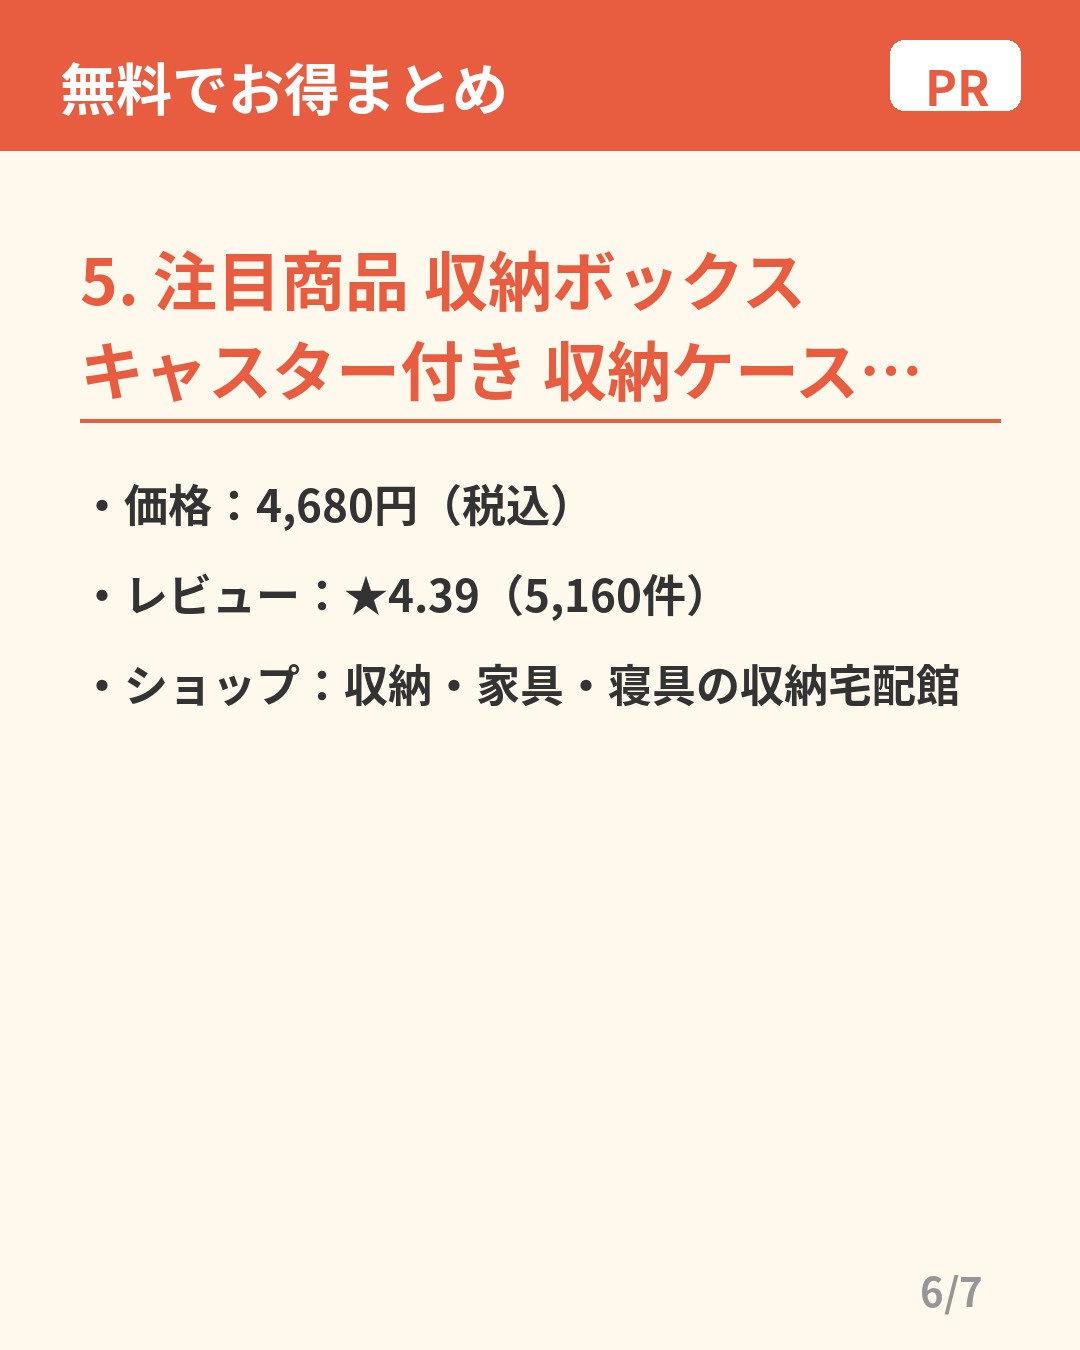 無料でお得まとめ
PR
5. 注目商品 収納ボックス
キャスター付き 収納ケース…
・価格：4,680円（税込）
・レビュー：★4.39（5,160件）
・ショップ：収納・家具・寝具の収納宅配館
6/7